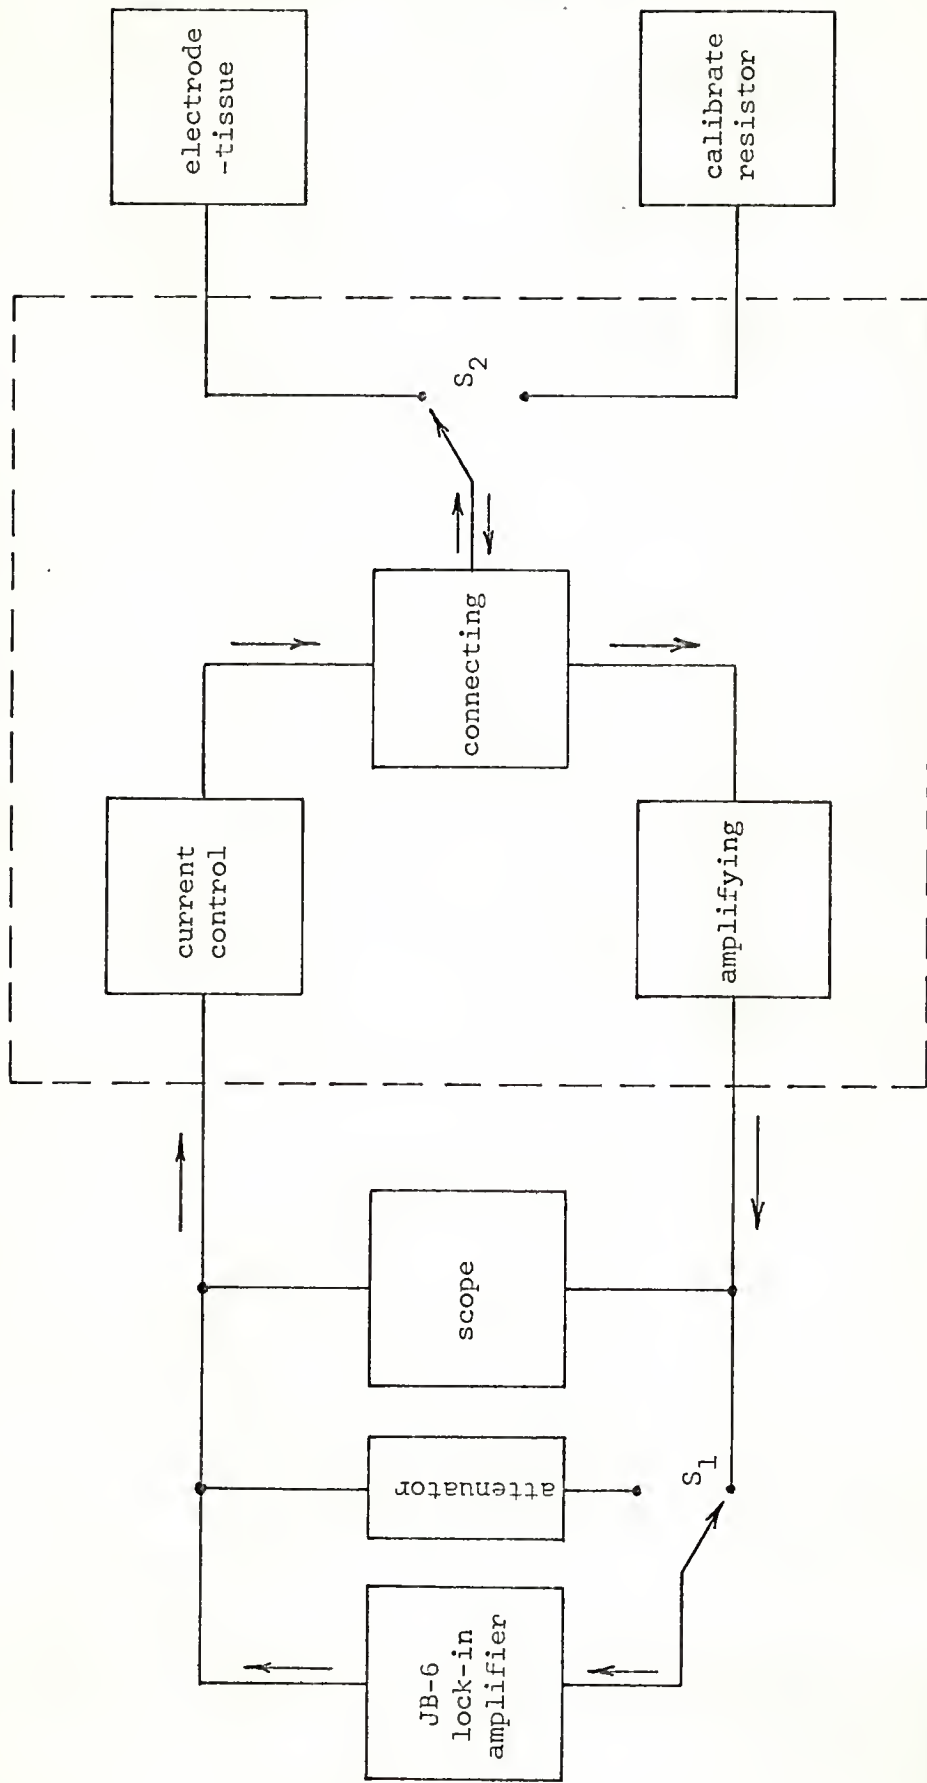 electrode
-tissue
calibrate
resistor
S2
connecting
current
control
amplifying
scope
attenuator
S1
JB-6
lock-in
amplifier